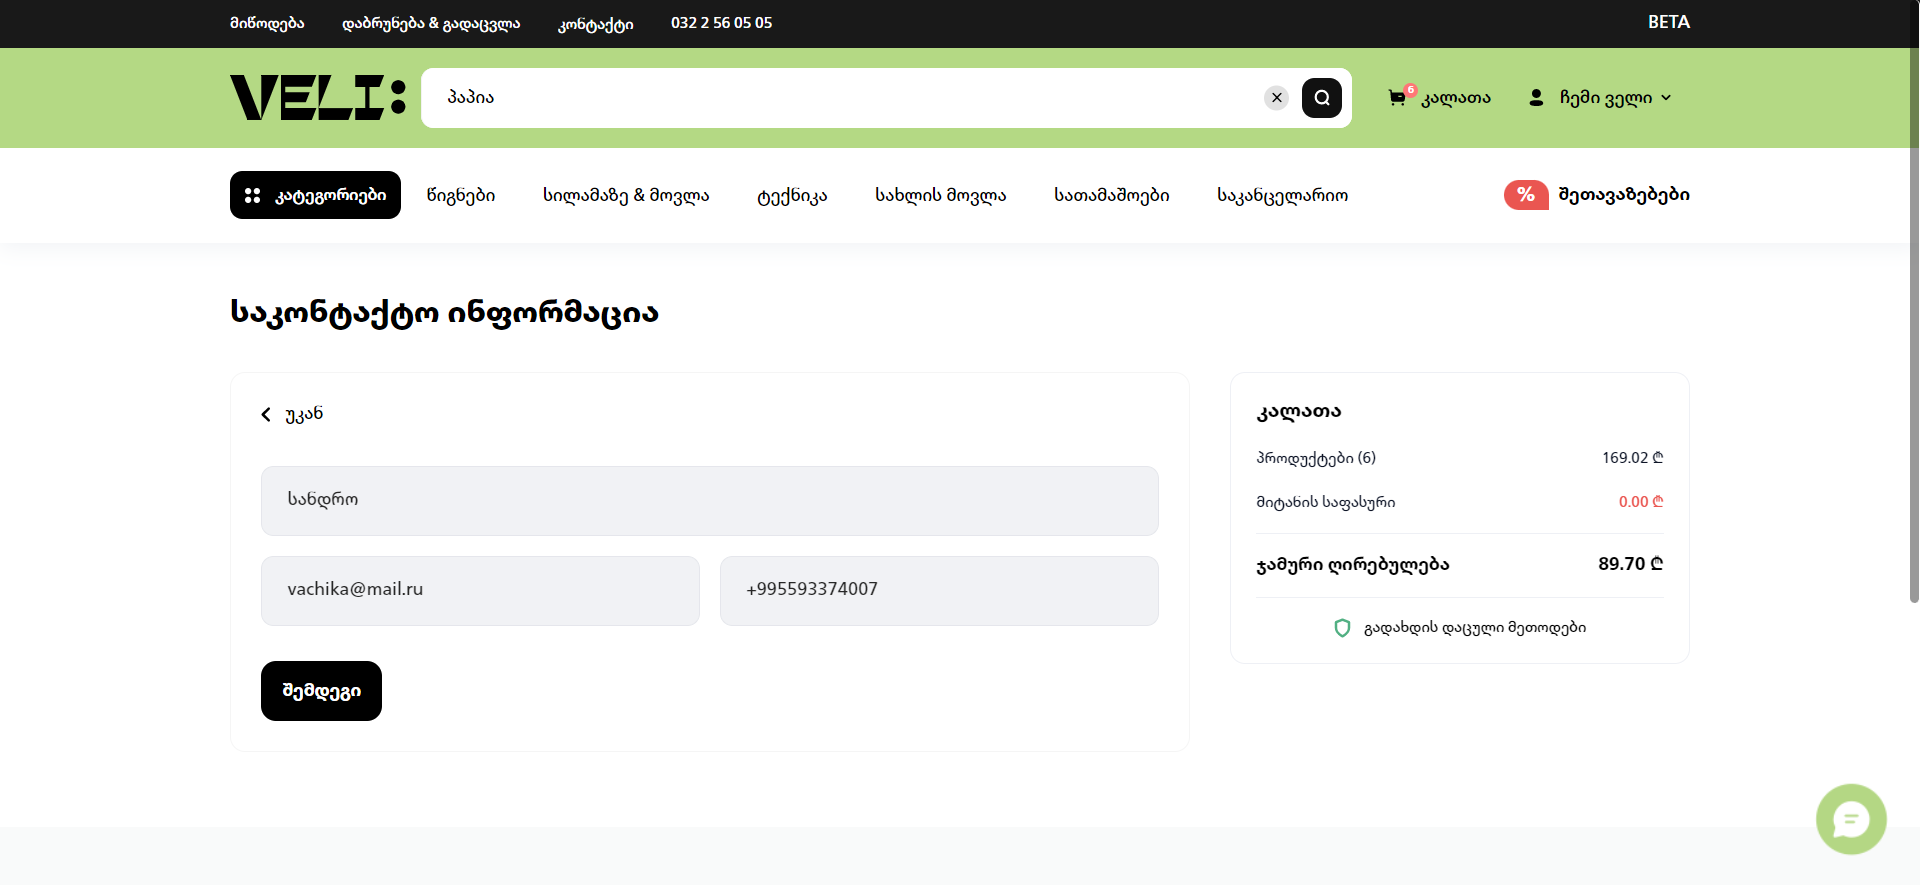 მიწოდება დაბრუნება & გადაცვლა კონტაქტი 032 2 56 05 05 BETA
VELI: პაპია 6 კალათა ჩემი ველი
კატეგორიები წიგნები სილამაზე & მოვლა ტექნიკა სახლის მოვლა სათამაშოები საკანცელარიო % შეთავაზებები
საკონტაქტო ინფორმაცია
უკან
სანდრო
vachika@mail.ru +995593374007
შემდეგი
კალათა
პროდუქტები (6) 169.02 ₾
მიტანის საფასური 0.00 ₾
ჯამური ღირებულება 89.70 ₾
გადახდის დაცული მეთოდები